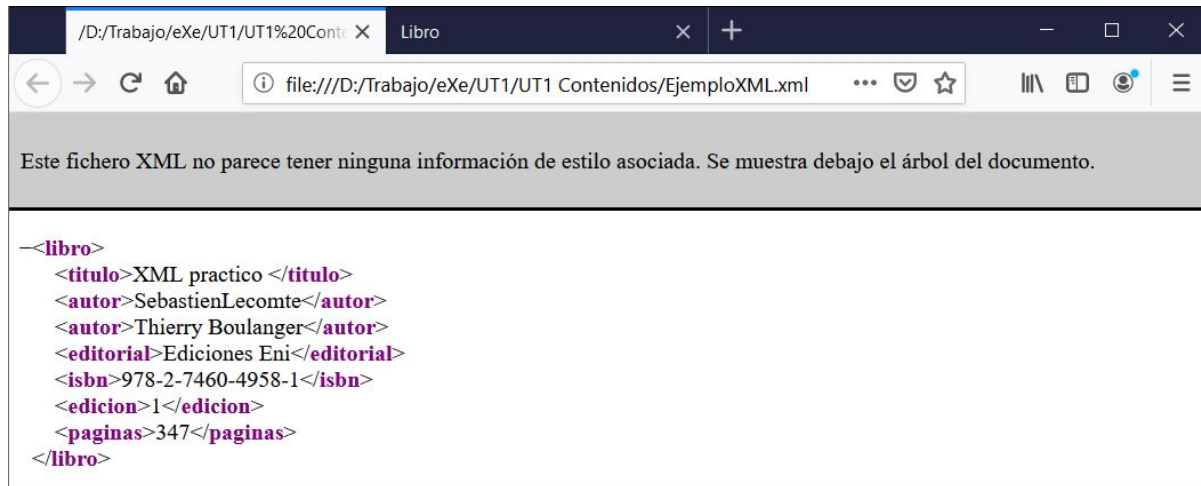 /D:/Trabajo/eXe/UT1/UT1%20Conte
Libro
file:///D:/Trabajo/eXe/UT1/UT1 Contenidos/EjemploXML.xml
Este fichero XML no parece tener ninguna información de estilo asociada. Se muestra debajo el árbol del documento.
−<libro>
<titulo>XML practico </titulo>
<autor>SebastienLecomte</autor>
<autor>Thierry Boulanger</autor>
<editorial>Ediciones Eni</editorial>
<isbn>978-2-7460-4958-1</isbn>
<edicion>1</edicion>
<paginas>347</paginas>
</libro>